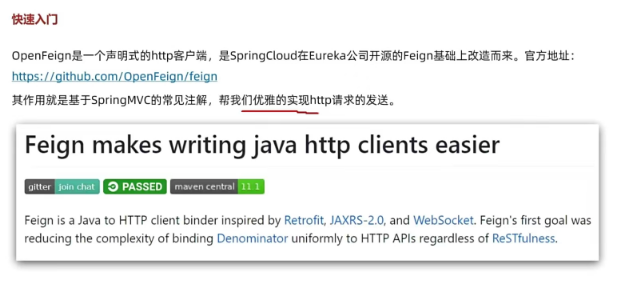 快速入门
OpenFeign是一个声明式的http客户端，是SpringCloud在Eureka公司开源的Feign基础上改造而来。官方地址：
https://github.com/OpenFeign/feign
其作用就是基于SpringMVC的常见注解，帮我们优雅的实现http请求的发送。
Feign makes writing java http clients easier
gitter join chat PASSED maven central 11.1
Feign is a Java to HTTP client binder inspired by Retrofit, JAXRS-2.0, and WebSocket. Feign's first goal was
reducing the complexity of binding Denominator uniformly to HTTP APIs regardless of ReSTfulness.